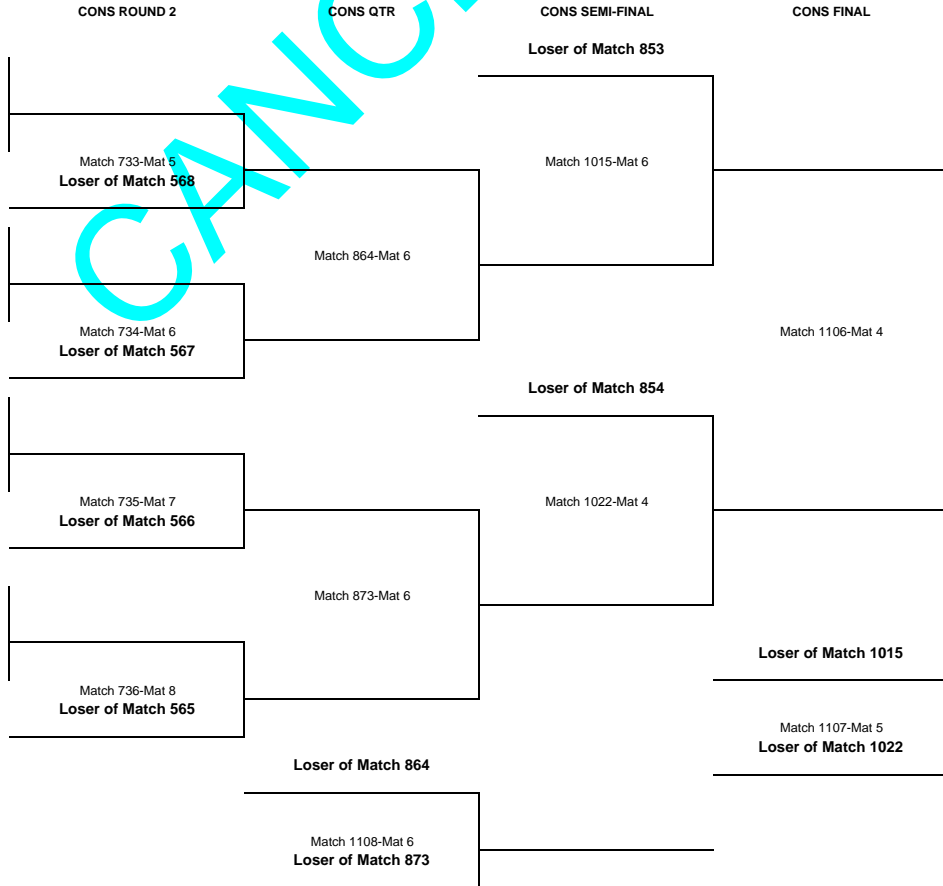 CONS ROUND 2
CONS QTR
CONS SEMI-FINAL
CONS FINAL
Loser of Match 853
Match 733-Mat 5
Loser of Match 568
Match 1015-Mat 6
Match 864-Mat 6
Match 734-Mat 6
Loser of Match 567
Match 1106-Mat 4
Loser of Match 854
Match 735-Mat 7
Loser of Match 566
Match 1022-Mat 4
Match 873-Mat 6
Loser of Match 1015
Match 736-Mat 8
Loser of Match 565
Match 1107-Mat 5
Loser of Match 1022
Loser of Match 864
Match 1108-Mat 6
Loser of Match 873
CANC